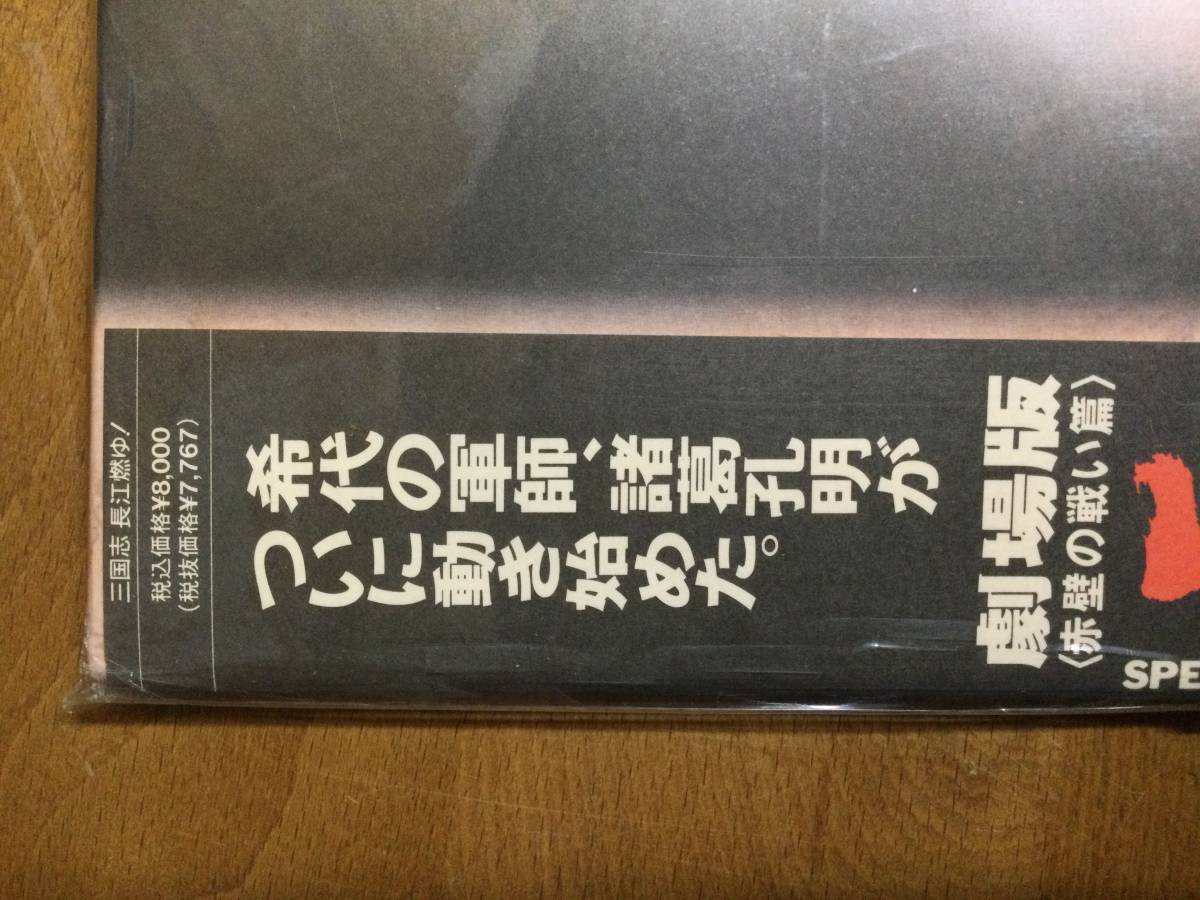 三国志 長江燃ゆ!
税込価格¥8,000
(税抜価格¥7,767)
希代の軍師、諸葛孔明が
ついに動き始めた。
劇場版
〈赤壁の戦い篇〉
SPE